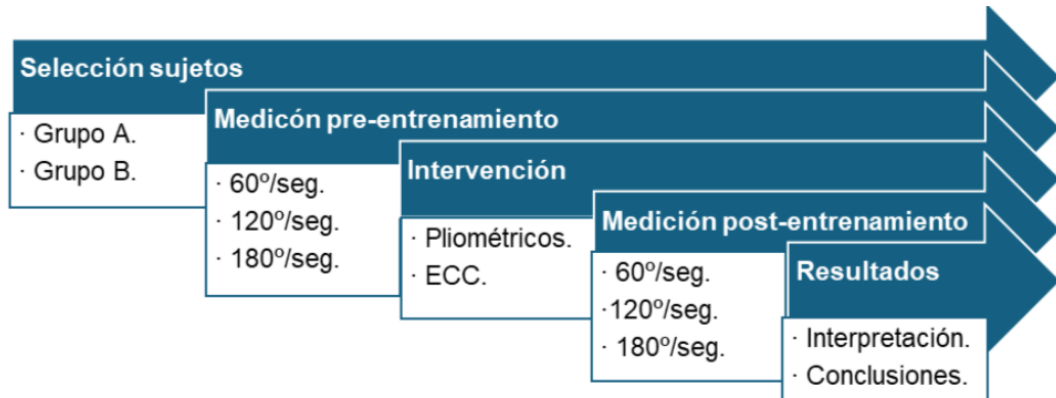 Selección sujetos
· Grupo A.
· Grupo B.
Medicón pre-entrenamiento
· 60º/seg.
· 120º/seg.
· 180º/seg.
Intervención
· Pliométricos.
· ECC.
Medición post-entrenamiento
· 60º/seg.
·120º/seg.
· 180º/seg.
Resultados
· Interpretación.
· Conclusiones.